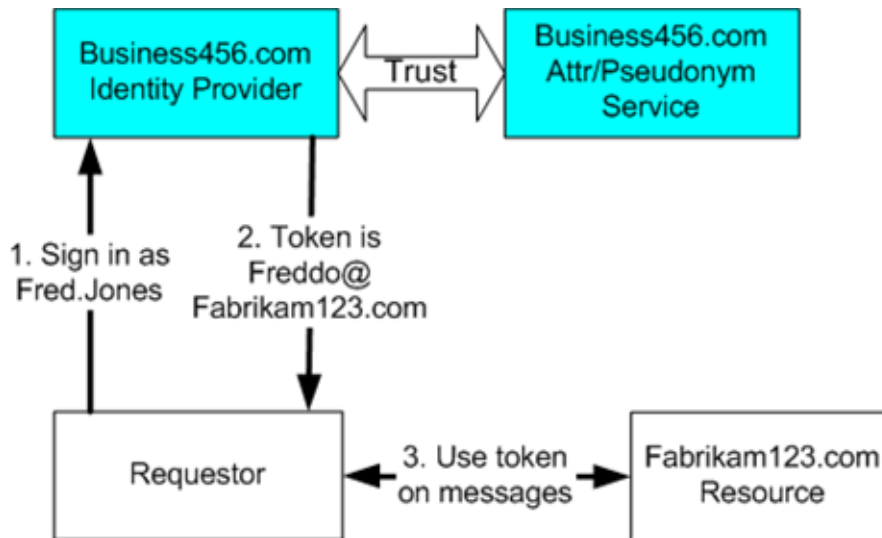 Business456.com
Identity Provider
Trust
Business456.com
Attr/Pseudonym
Service
1. Sign in as
Fred.Jones
2. Token is
Freddo@
Fabrikam123.com
Requestor
3. Use token
on messages
Fabrikam123.com
Resource